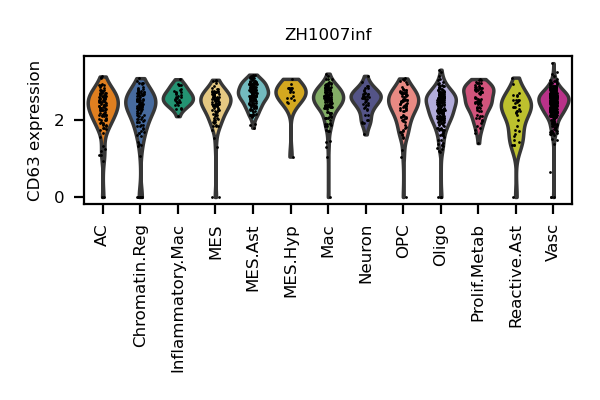 ZH1007inf
CD63 expression
2
0
AC
Chromatin.Reg
Inflammatory.Mac
MES
MES.Ast
MES.Hyp
Mac
Neuron
OPC
Oligo
Prolif.Metab
Reactive.Ast
Vasc